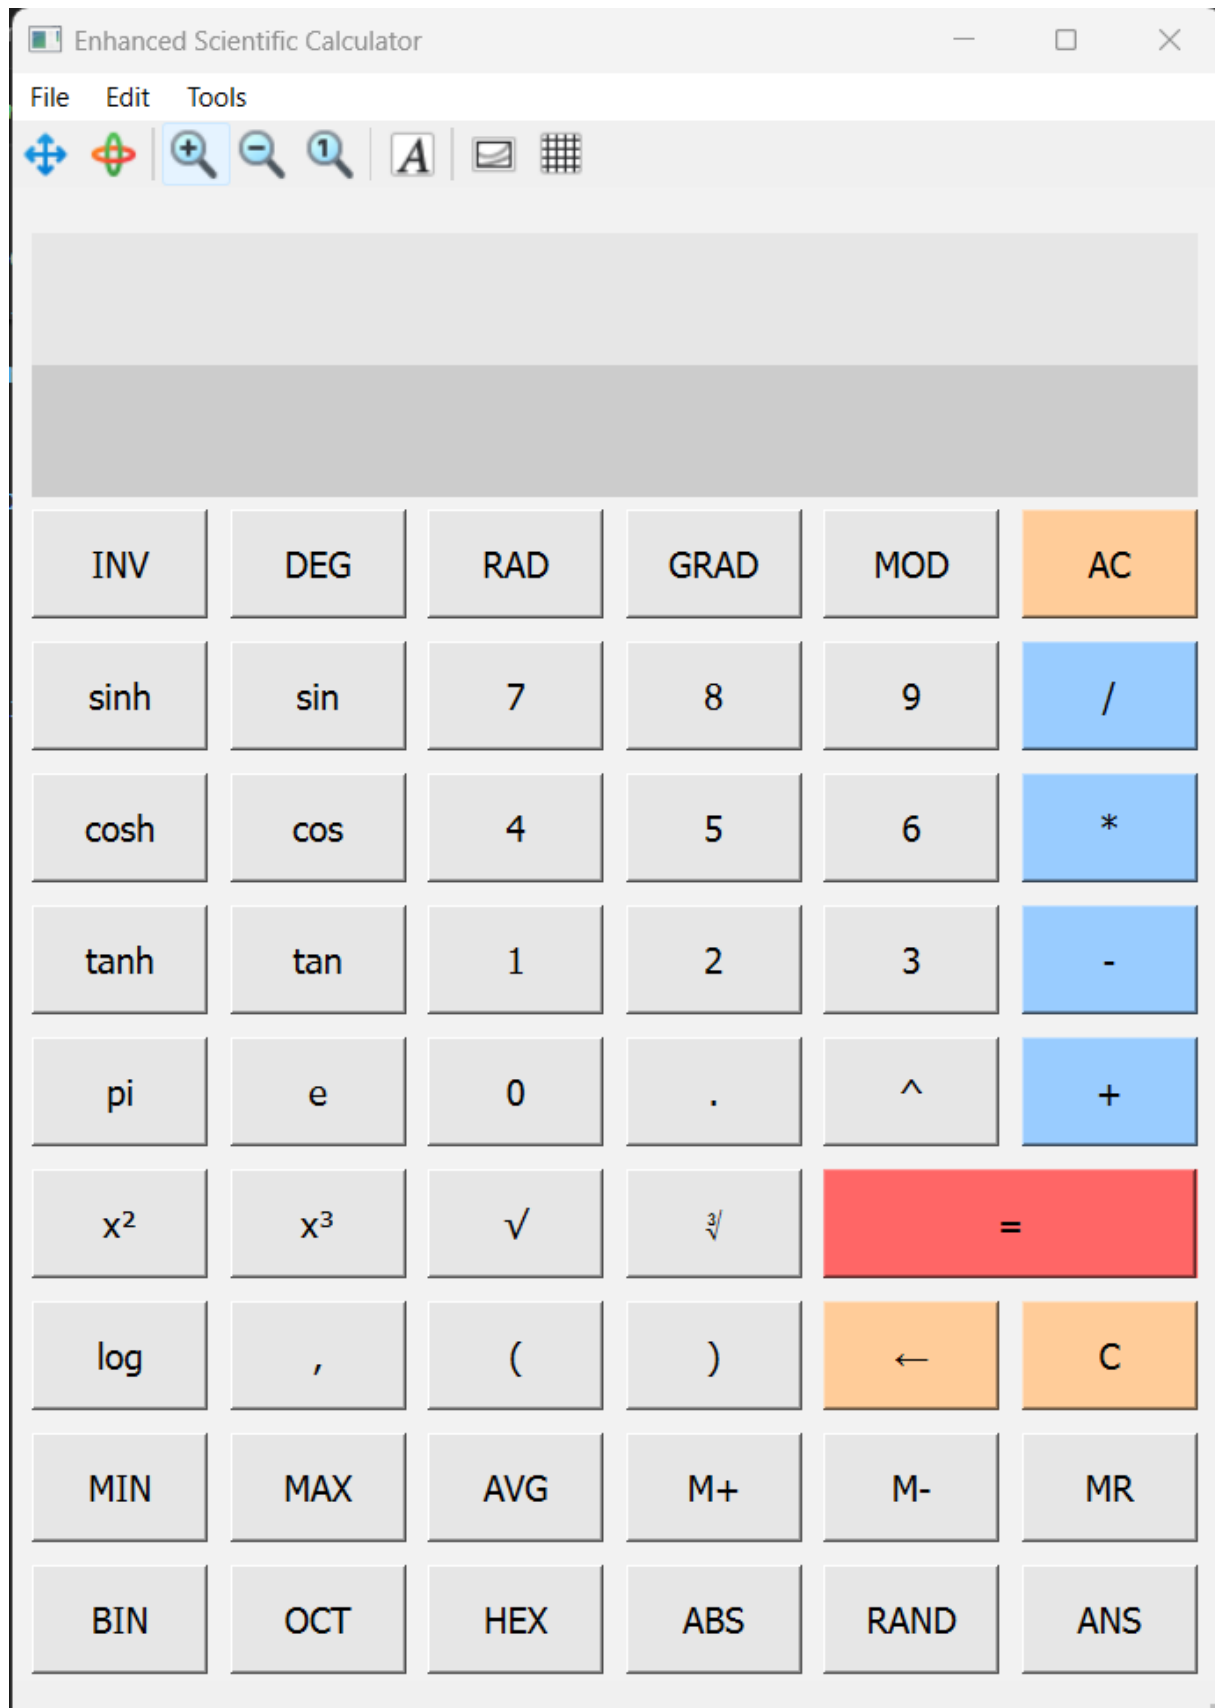 Enhanced Scientific Calculator
File Edit Tools
1 A
INV DEG RAD GRAD MOD AC
sinh sin 7 8 9 /
cosh cos 4 5 6 *
tanh tan 1 2 3 -
pi e 0 . ^ +
x² x³ √ ∛ =
log , ( ) ← C
MIN MAX AVG M+ M- MR
BIN OCT HEX ABS RAND ANS